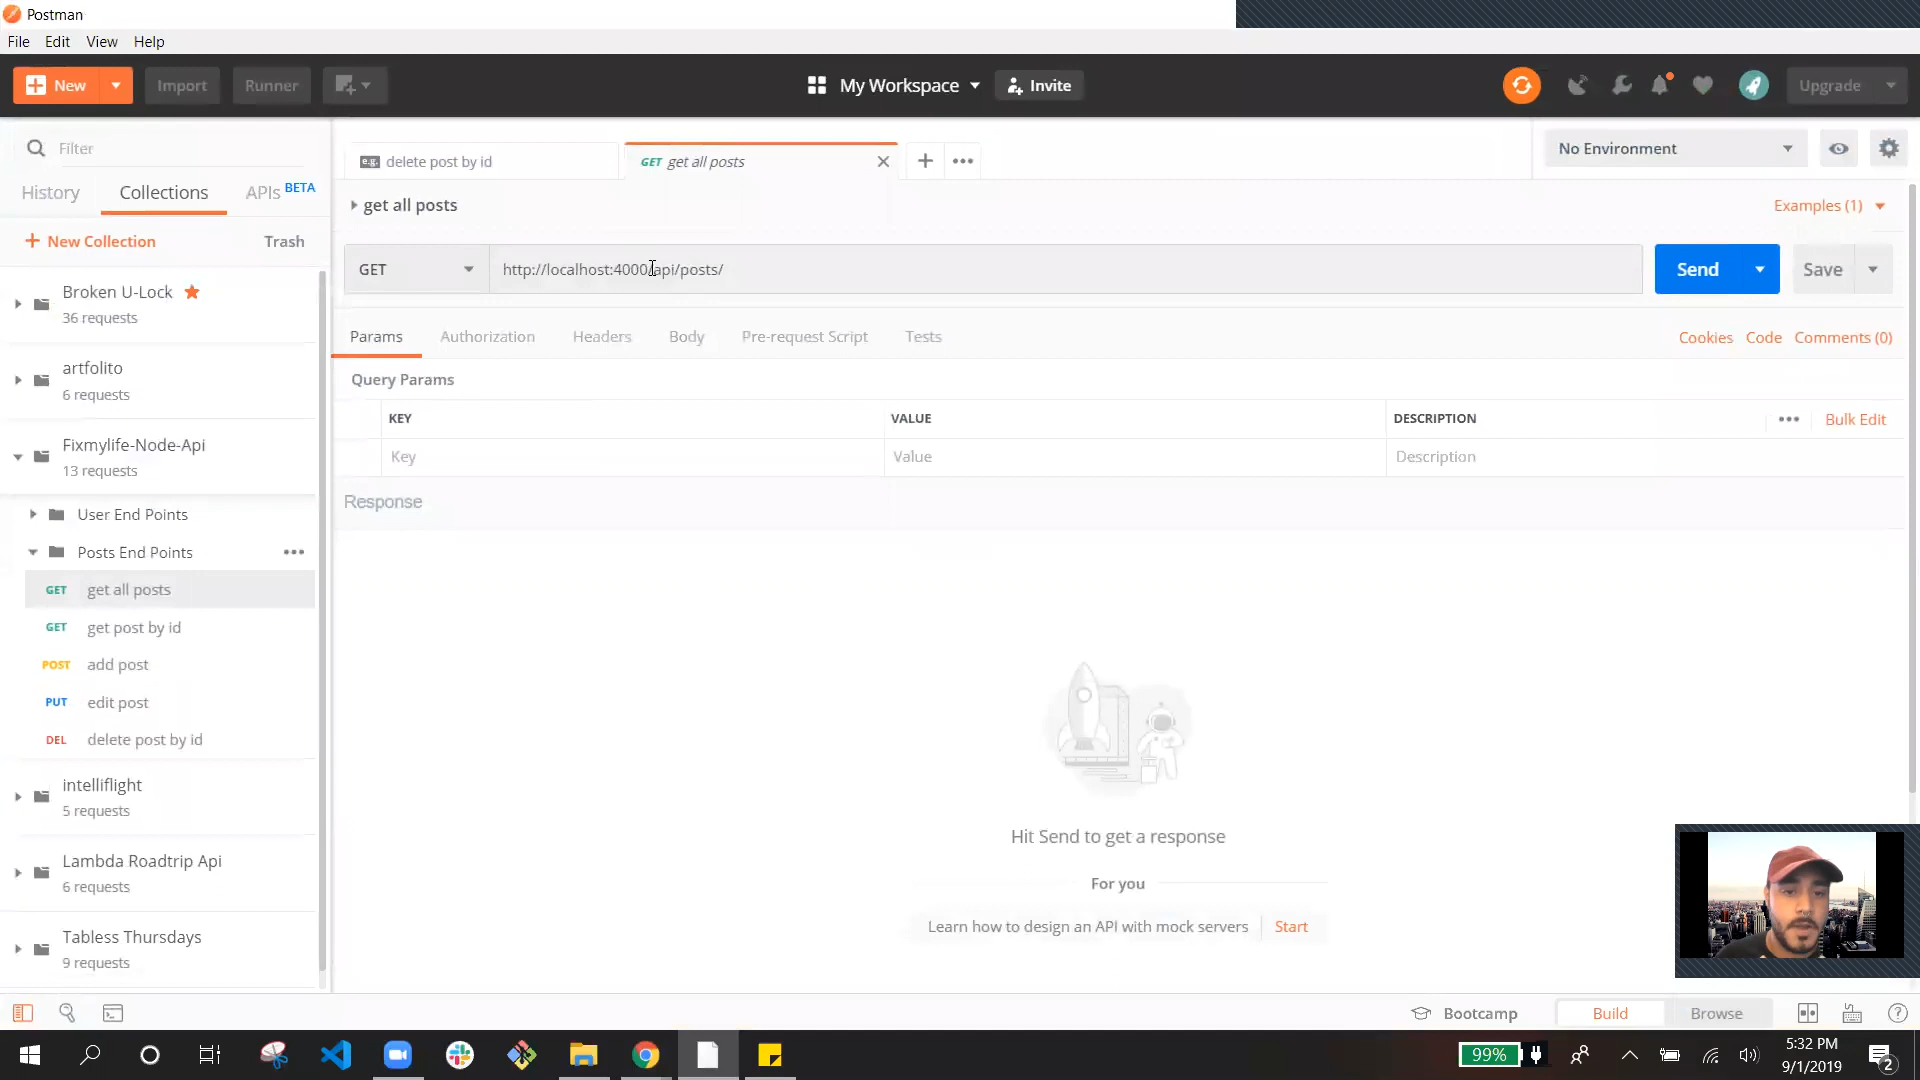 Postman
File Edit View Help
New Import Runner My Workspace Invite Upgrade
Filter
History Collections APIs BETA
New Collection Trash
Broken U-Lock
36 requests
artfolito
6 requests
Fixmylife-Node-Api
13 requests
User End Points
Posts End Points
GET get all posts
GET get post by id
POST add post
PUT edit post
DEL delete post by id
intelliflight
5 requests
Lambda Roadtrip Api
6 requests
Tabless Thursdays
9 requests
e.g. delete post by id
GET get all posts
No Environment
get all posts
Examples (1)
GET http://localhost:4000/api/posts/ Send Save
Params Authorization Headers Body Pre-request Script Tests Cookies Code Comments (0)
Query Params
KEY VALUE DESCRIPTION Bulk Edit
Key Value Description
Response
Hit Send to get a response
For you
Learn how to design an API with mock servers Start
Bootcamp Build Browse
99%
5:32 PM
9/1/2019
2